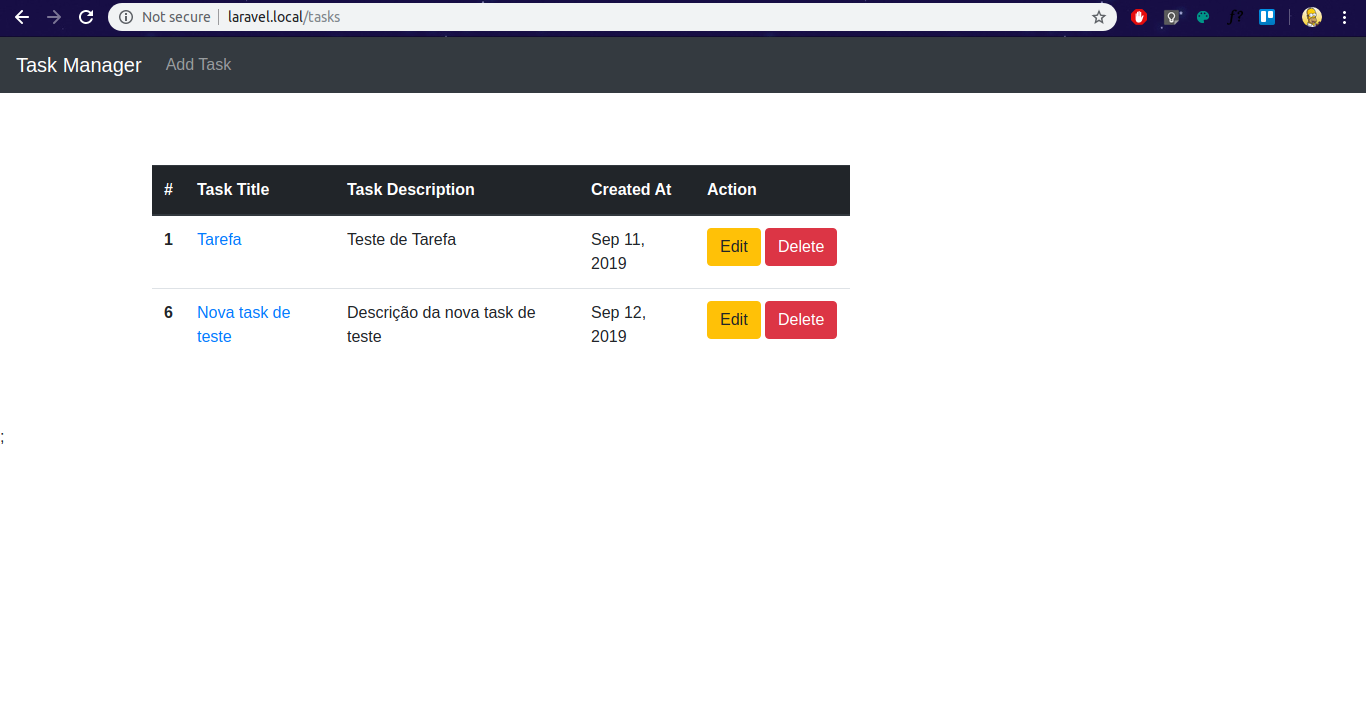 Not secure laravel.local/tasks f?
Task Manager Add Task
# Task Title Task Description Created At Action
1 Tarefa Teste de Tarefa Sep 11, Edit Delete
2019
6 Nova task de Descrição da nova task de Sep 12, Edit Delete
teste teste 2019
;